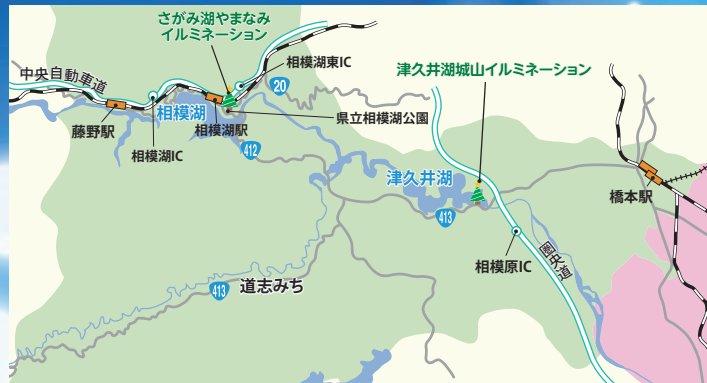 さがみ湖やまなみ
イルミネーション
中央自動車道
相模湖東IC
津久井湖城山イルミネーション
20
相模湖
県立相模湖公園
藤野駅
相模湖駅
相模湖IC
412
津久井湖
橋本駅
413
相模原IC
圏央道
413
道志みち